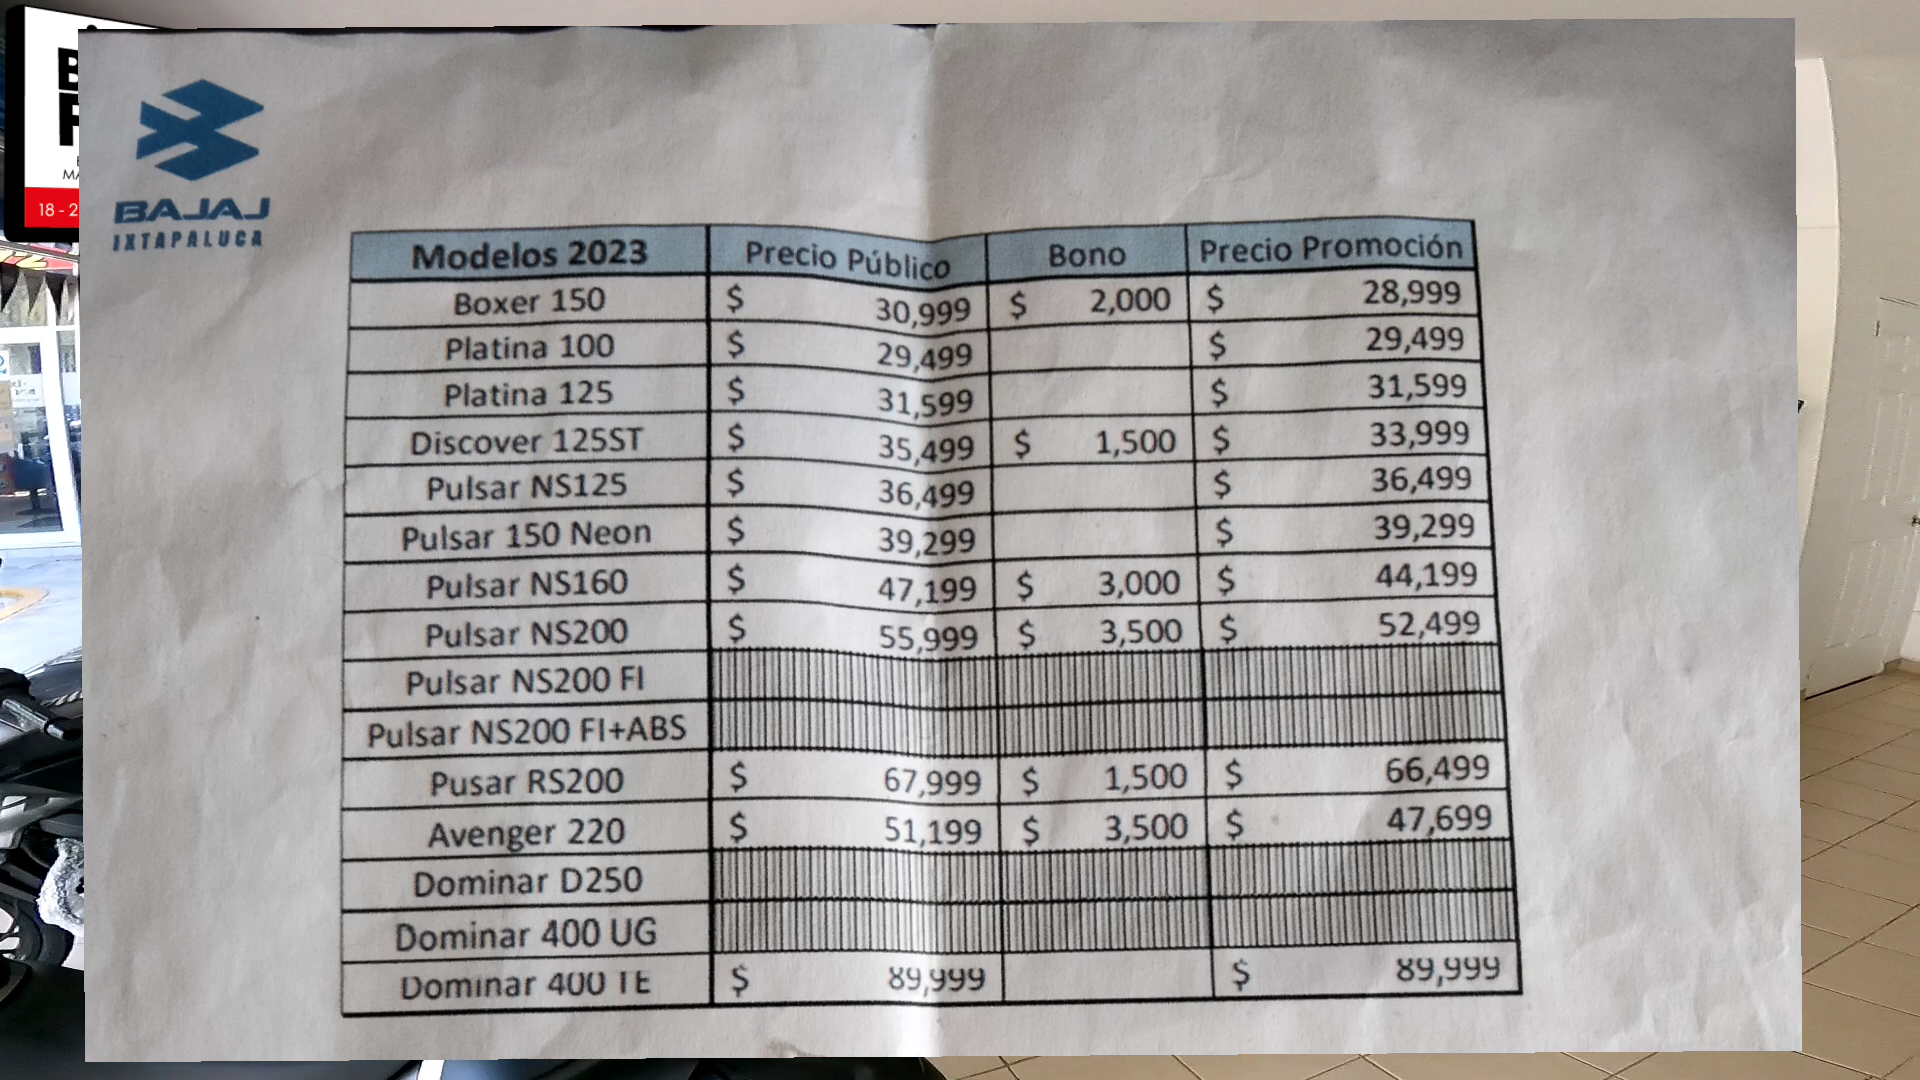 18 - 2
BAJAJ
IXTAPALUCA
Modelos 2023 Precio Público Bono Precio Promoción
Boxer 150 $ 30,999 $ 2,000 $ 28,999
Platina 100 $ 29,499 $ 29,499
Platina 125 $ 31,599 $ 31,599
Discover 125ST $ 35,499 $ 1,500 $ 33,999
Pulsar NS125 $ 36,499 $ 36,499
Pulsar 150 Neon $ 39,299 $ 39,299
Pulsar NS160 $ 47,199 $ 3,000 $ 44,199
Pulsar NS200 $ 55,999 $ 3,500 $ 52,499
Pulsar NS200 FI
Pulsar NS200 FI+ABS
Pusar RS200 $ 67,999 $ 1,500 $ 66,499
Avenger 220 $ 51,199 $ 3,500 $ 47,699
Dominar D250
Dominar 400 UG
Dominar 400 TE $ 89,999 $ 89,999